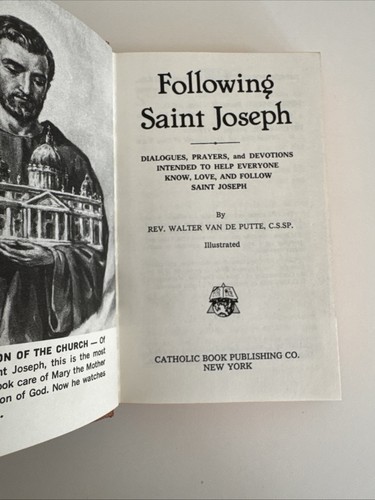 ON OF THE CHURCH — Of
nt Joseph, this is the most
ook care of Mary the Mother
on of God. Now he watches
Following
Saint Joseph
DIALOGUES, PRAYERS, and DEVOTIONS
INTENDED TO HELP EVERYONE
KNOW, LOVE, AND FOLLOW
SAINT JOSEPH
By
REV. WALTER VAN DE PUTTE, C.S.SP.
Illustrated
CATHOLIC BOOK PUBLISHING CO.
NEW YORK